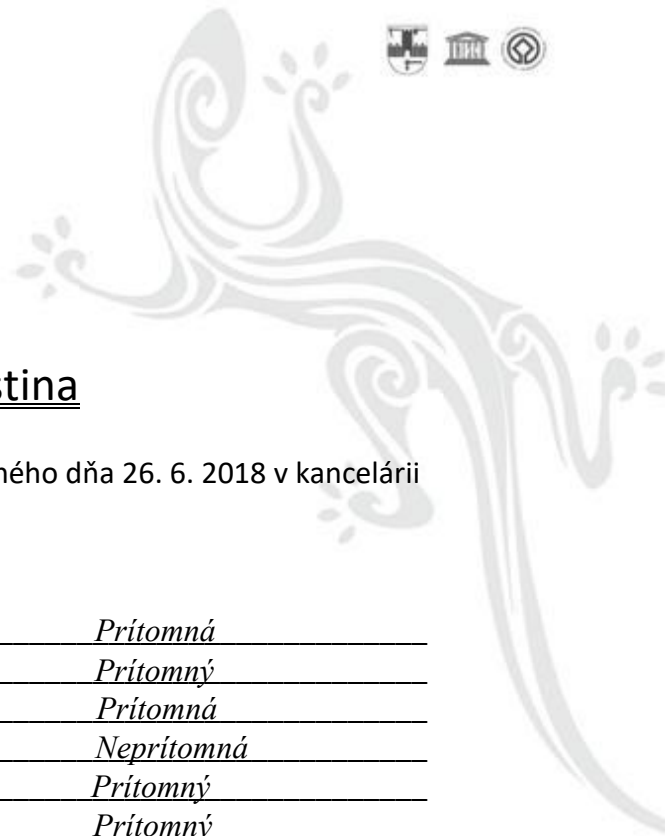 stina
ného dňa 26. 6. 2018 v kancelárii
Prítomná
Prítomný
Prítomná
Neprítomná
Prítomný
Prítomný